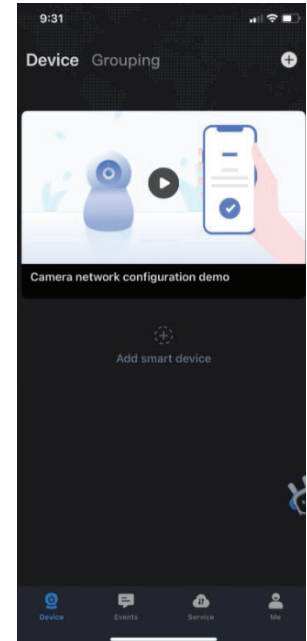 9:31
Device Grouping
Camera network configuration demo
Add smart device
Device Events Service Me